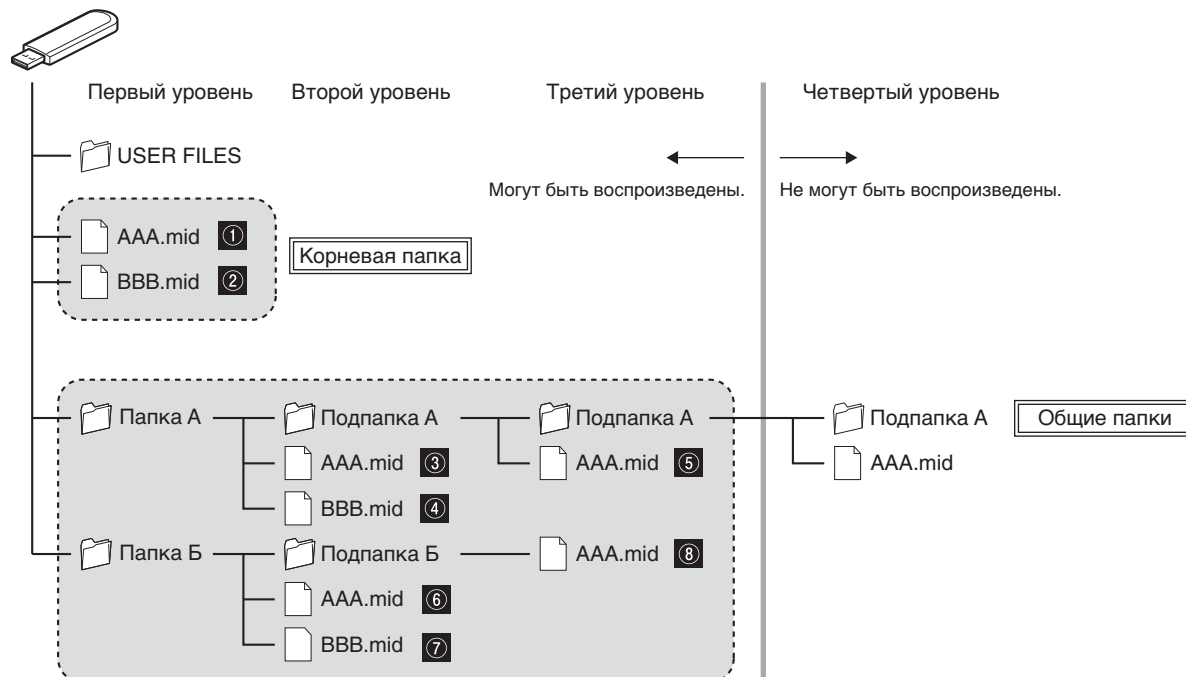 Первый уровень Второй уровень Третий уровень Четвертый уровень
USER FILES
Могут быть воспроизведены. Не могут быть воспроизведены.
AAA.mid ①
Корневая папка
BBB.mid ②
Папка А Подпапка А Подпапка А Подпапка А Общие папки
AAA.mid ③ AAA.mid ⑤ AAA.mid
BBB.mid ④
Папка Б Подпапка Б AAA.mid ⑧
AAA.mid ⑥
BBB.mid ⑦